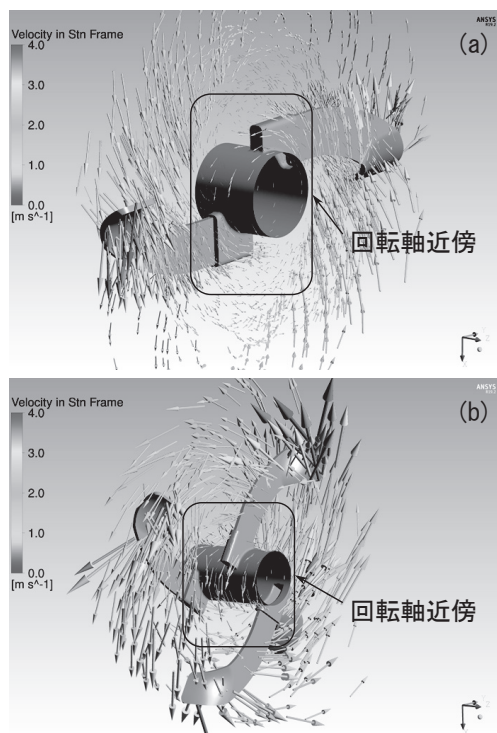 ANSYS
Velocity in Stn Frame
4.0
(a)
3.0
2.0
1.0
0.0
[m s^-1]
回転軸近傍
ANSYS
Velocity in Stn Frame
4.0
(b)
3.0
2.0
1.0
0.0
[m s^-1]
回転軸近傍